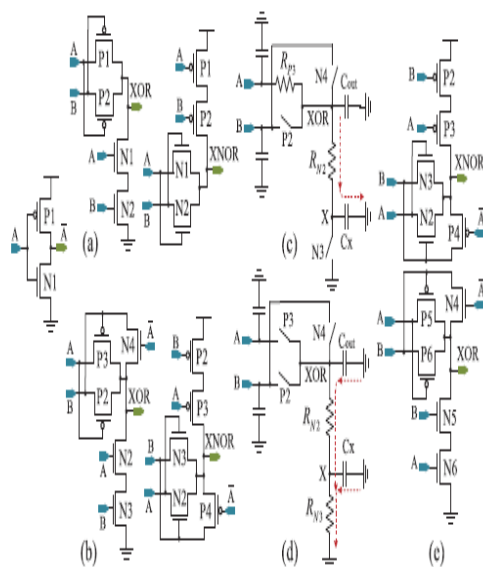 A
P1
B
P2
XOR
A
N1
B
N2
A
P1
N1
A̅
(a)
A
P1
B
P2
XNOR
A
N1
B
N2
A
R_P3
N4
C_out
XOR
B
P2
R_N2
X
Cx
N3
(c)
B
P2
A
P3
XNOR
B
N3
A
N2
P4
A̅
A
P3
B
P2
N4
A̅
XOR
N2
A
B
N3
(b)
B
P2
A
P3
XNOR
B
N3
A
N2
P4
A̅
A
P3
N4
C_out
XOR
B
P2
R_N2
X
Cx
R_N3
(d)
A
P5
B
P6
N4
A̅
XOR
B
N5
A
N6
(e)